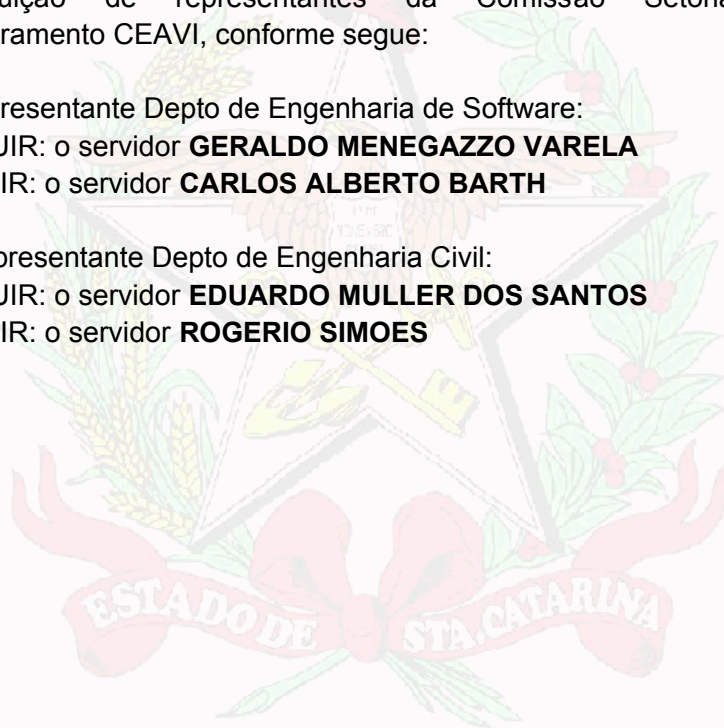 uição de representantes da Comissão Setoria
ramento CEAVI, conforme segue:
presentante Depto de Engenharia de Software:
UIR: o servidor GERALDO MENEGAZZO VARELA
IR: o servidor CARLOS ALBERTO BARTH
presentante Depto de Engenharia Civil:
UIR: o servidor EDUARDO MULLER DOS SANTOS
IR: o servidor ROGERIO SIMOES
ESTADO DE STA. CATARINA